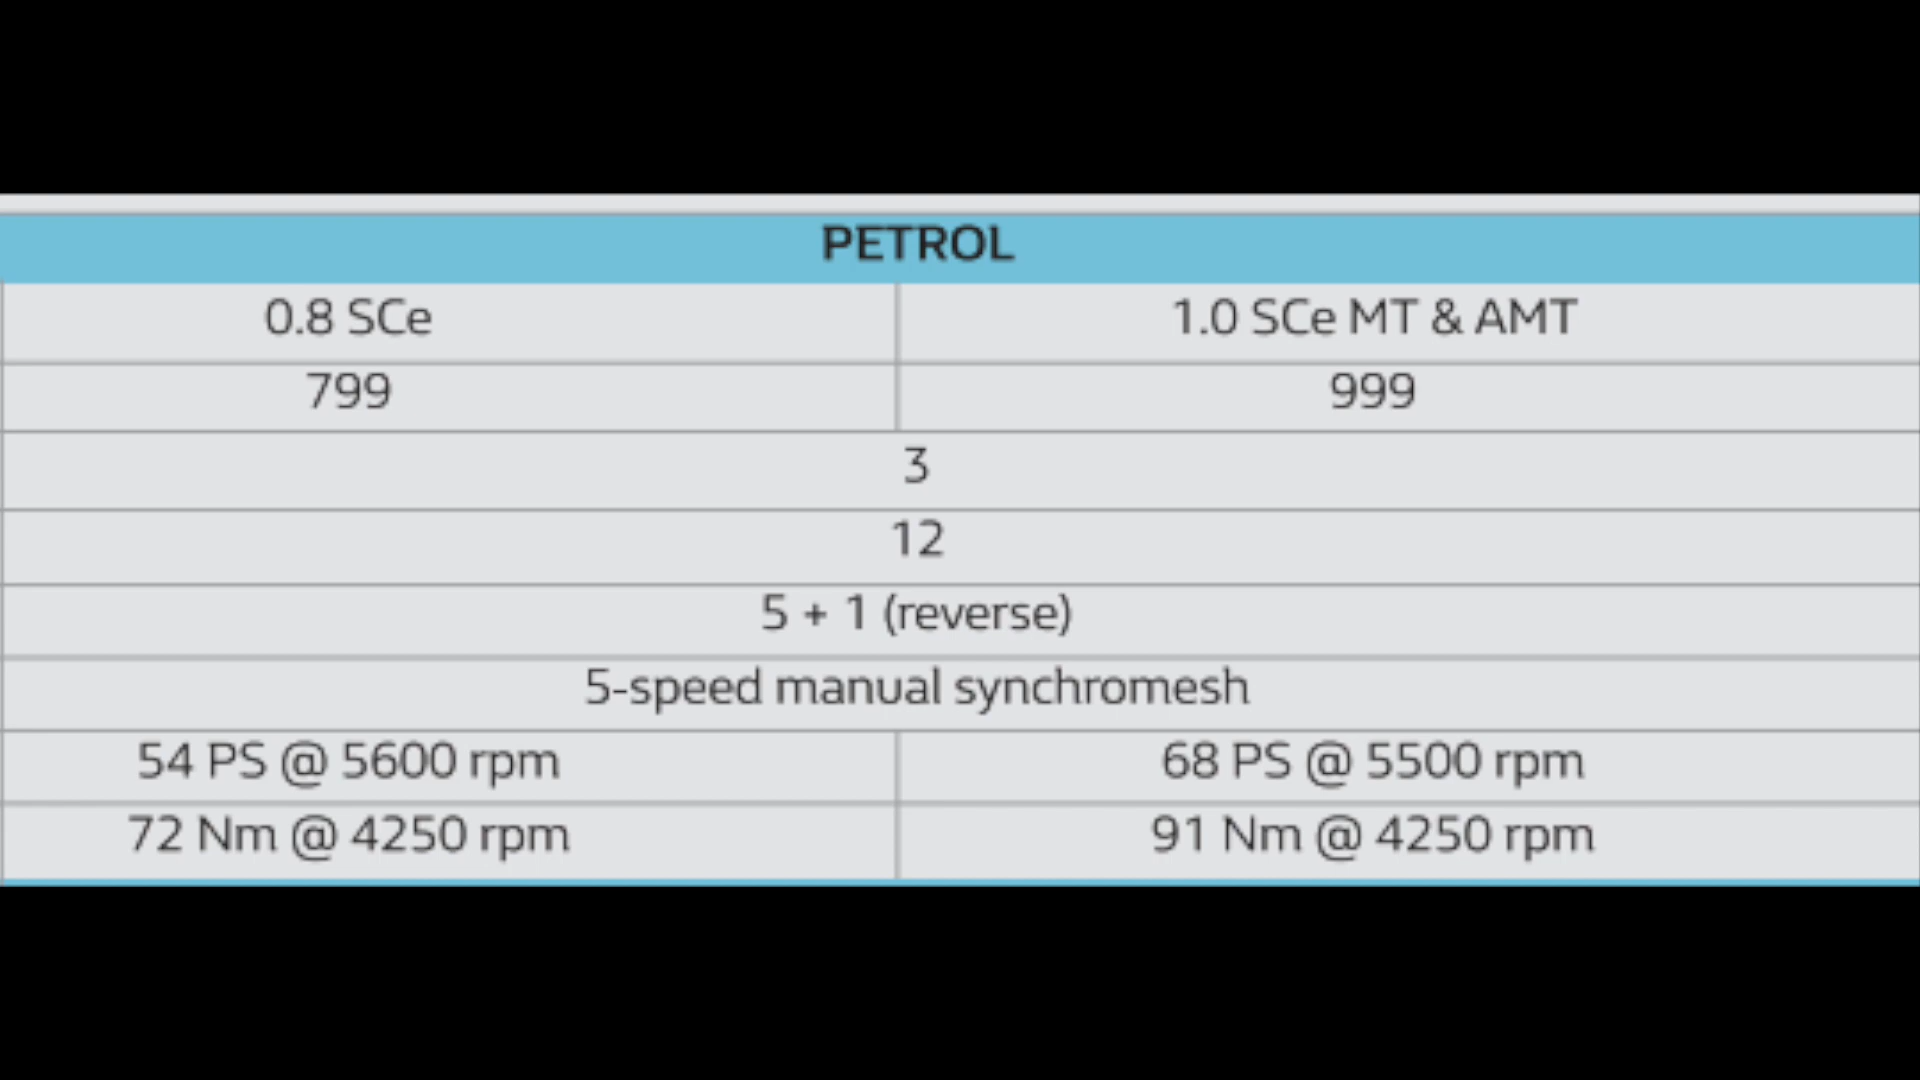 PETROL
0.8 SCe 1.0 SCe MT & AMT
799 999
3
12
5 + 1 (reverse)
5-speed manual synchromesh
54 PS @ 5600 rpm 68 PS @ 5500 rpm
72 Nm @ 4250 rpm 91 Nm @ 4250 rpm